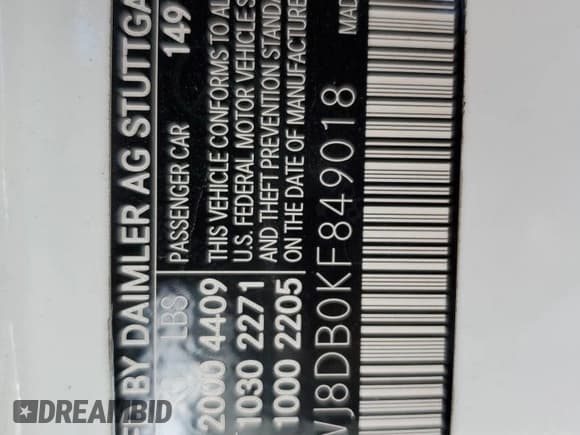 BY DAIMLER AG STUTTGA
149
LBS PASSENGER CAR
2000 4409 THIS VEHICLE CONFORMS TO AL
1030 2271 U.S. FEDERAL MOTOR VEHICLE S
AND THEFT PREVENTION STANDA
1000 2205 ON THE DATE OF MANUFACTURE
J8DB0KF849018 MAD
DREAMBID